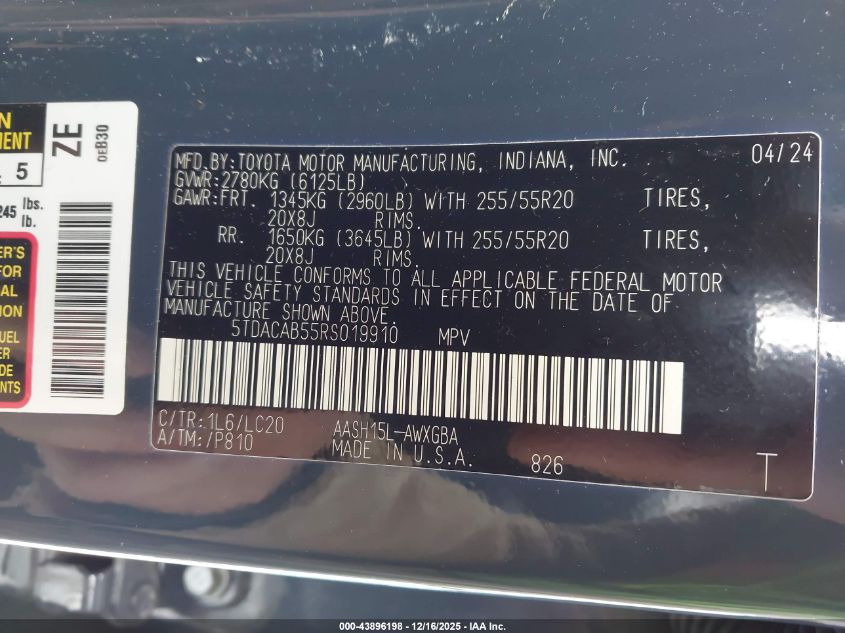 ZE
0EB30
5
245 lbs.
lb.
MFD.BY:TOYOTA MOTOR MANUFACTURING, INDIANA, INC. 04/24
GVWR:2780KG (6125LB)
GAWR:FRT. 1345KG (2960LB) WITH 255/55R20 TIRES,
20X8J RIMS.
RR. 1650KG (3645LB) WITH 255/55R20 TIRES,
20X8J RIMS.
THIS VEHICLE CONFORMS TO ALL APPLICABLE FEDERAL MOTOR
VEHICLE SAFETY STANDARDS IN EFFECT ON THE DATE OF
MANUFACTURE SHOWN ABOVE.
5TDACAB55RS019910 MPV
C/TR:1L6/LC20 AASH15L-AWXGBA
A/TM:/P810 MADE IN U.S.A. 826 T
000-43896198 - 12/16/2025 - IAA Inc.